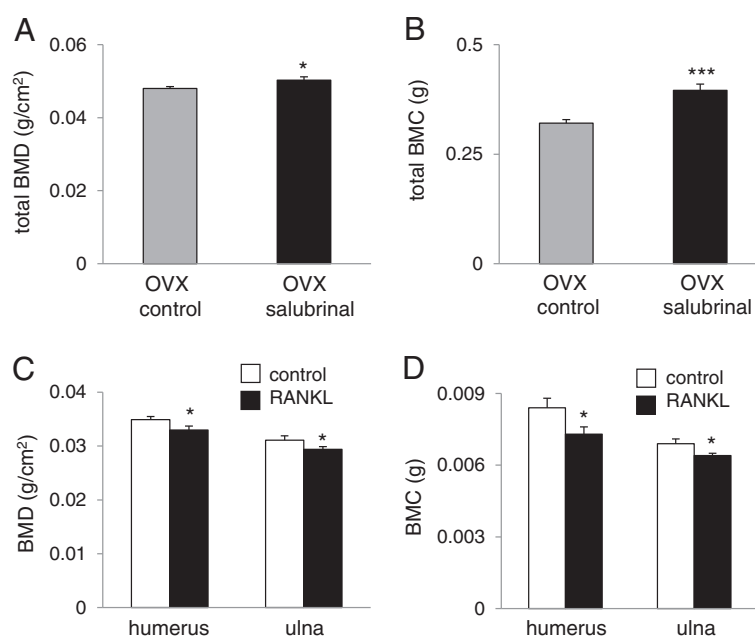 A
total BMD (g/cm²)
0.06
0.04
0.02
0
*
OVX
control
OVX
salubrinal
B
total BMC (g)
0.5
0.25
0
***
OVX
control
OVX
salubrinal
C
BMD (g/cm²)
0.04
0.03
0.02
0.01
0
control
RANKL
*
*
humerus
ulna
D
BMC (g)
0.009
0.006
0.003
0
control
RANKL
*
*
humerus
ulna